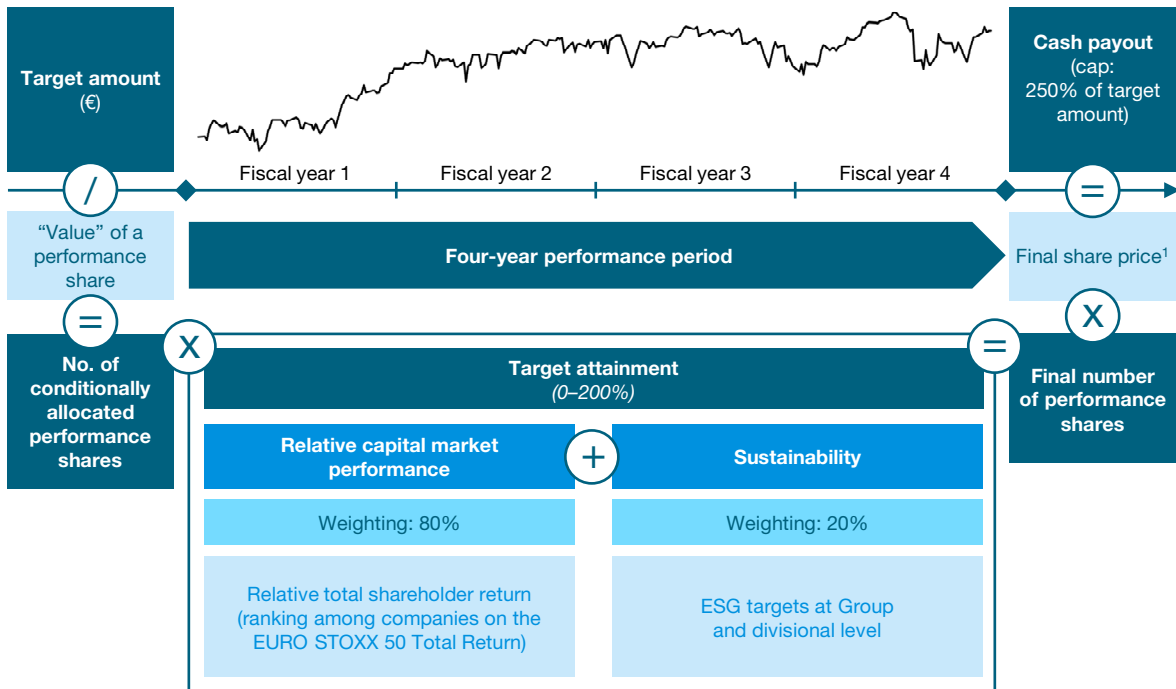 Target amount
(€)
Cash payout
(cap:
250% of target
amount)
Fiscal year 1
Fiscal year 2
Fiscal year 3
Fiscal year 4
/
=
“Value” of a
performance
share
Four-year performance period
Final share price¹
=
X
X
=
No. of
conditionally
allocated
performance
shares
Target attainment
(0–200%)
Final number
of performance
shares
Relative capital market
performance
+
Sustainability
Weighting: 80%
Weighting: 20%
Relative total shareholder return
(ranking among companies on the
EURO STOXX 50 Total Return)
ESG targets at Group
and divisional level